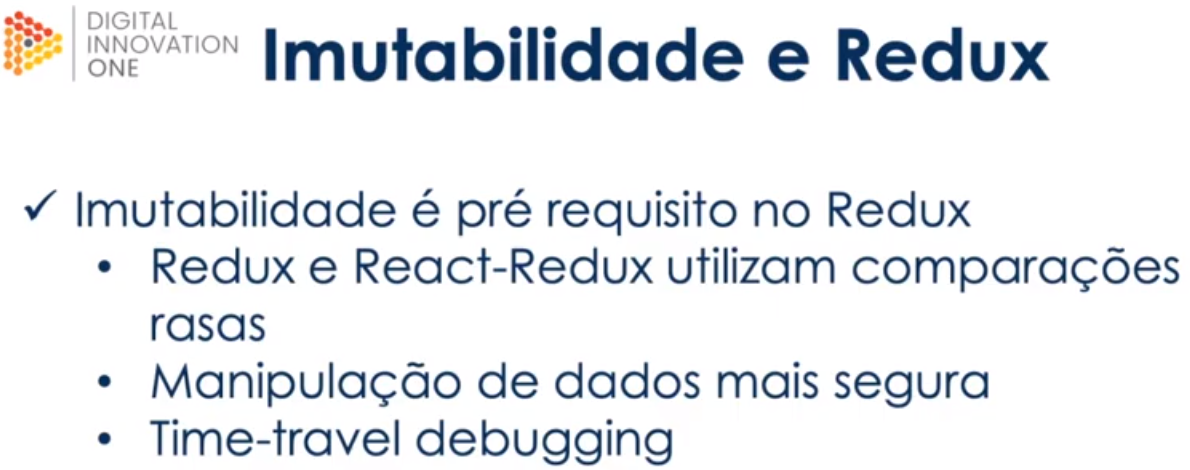 DIGITAL
INNOVATION
ONE
Imutabilidade e Redux
✓ Imutabilidade é pré requisito no Redux
• Redux e React-Redux utilizam comparações
rasas
• Manipulação de dados mais segura
• Time-travel debugging